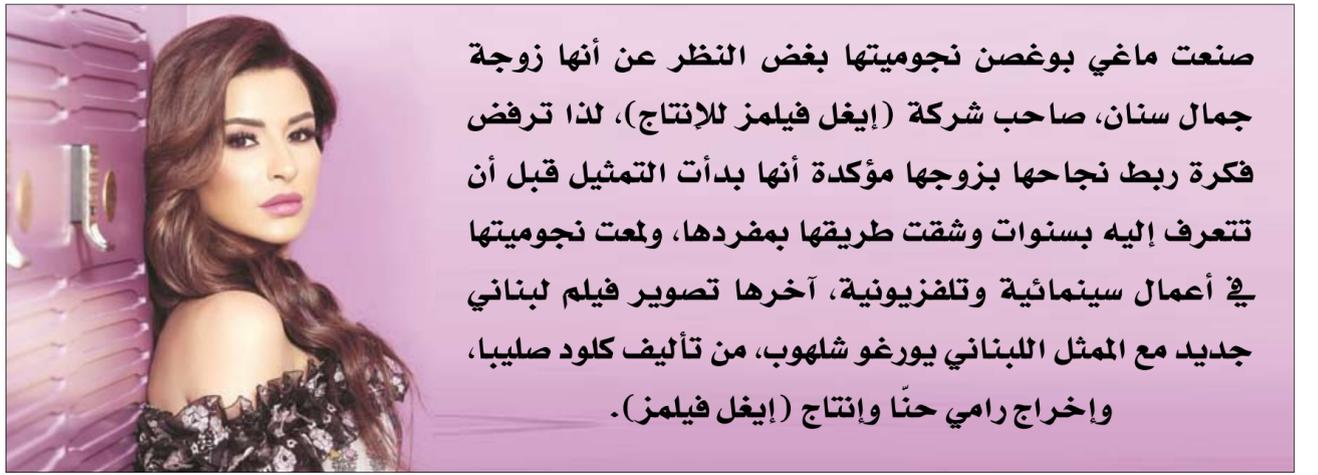 صنعت ماغي بوغصن نجوميتها بغض النظر عن أنها زوجة
جمال سنان، صاحب شركة (إيغل فيلمز للإنتاج)، لذا ترفض
فكرة ربط نجاحها بزوجها مؤكدة أنها بدأت التمثيل قبل أن
تتعرف إليه بسنوات وشقت طريقها بمفردها، ولمعت نجوميتها
في أعمال سينمائية وتلفزيونية، آخرها تصوير فيلم لبناني
جديد مع الممثل اللبناني يورغو شلهوب، من تأليف كلود صليبا،
وإخراج رامي حنّا وإنتاج (إيغل فيلمز).